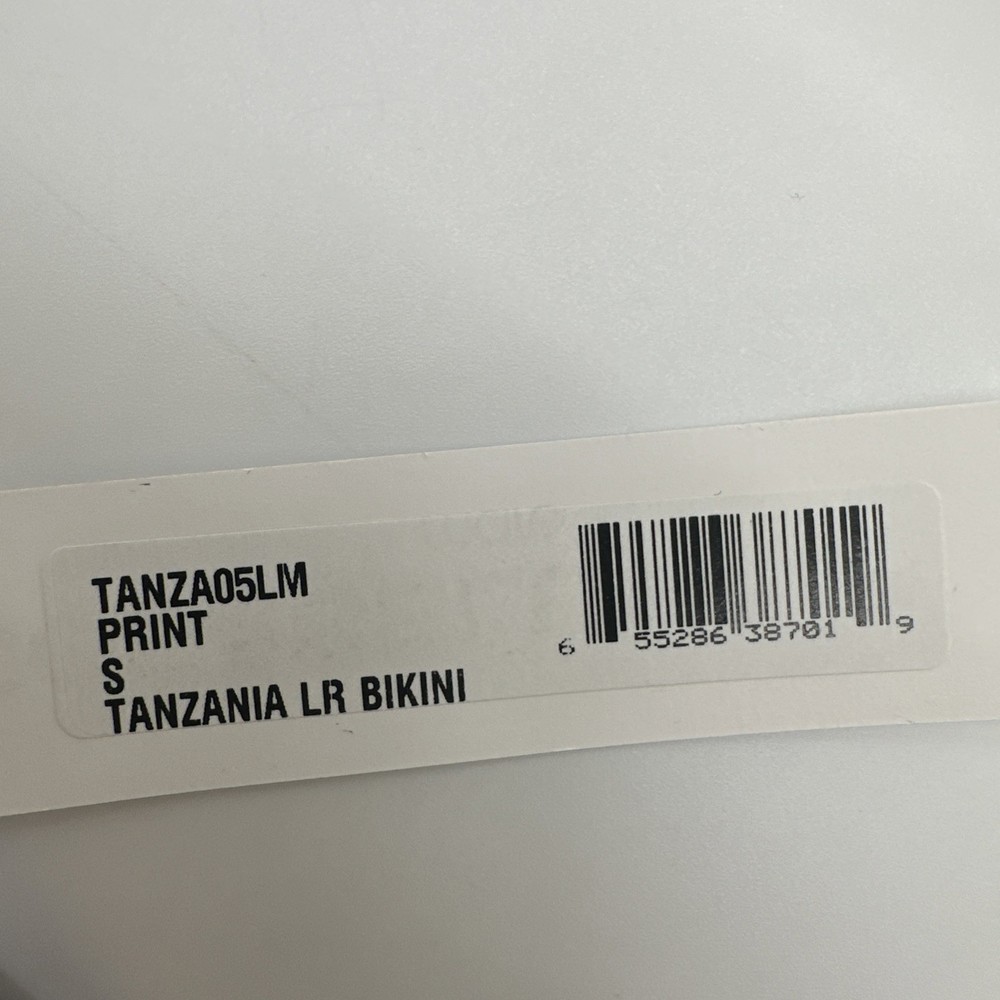 TANZA05LM
PRINT
S
TANZANIA LR BIKINI
6 55286 38701 9